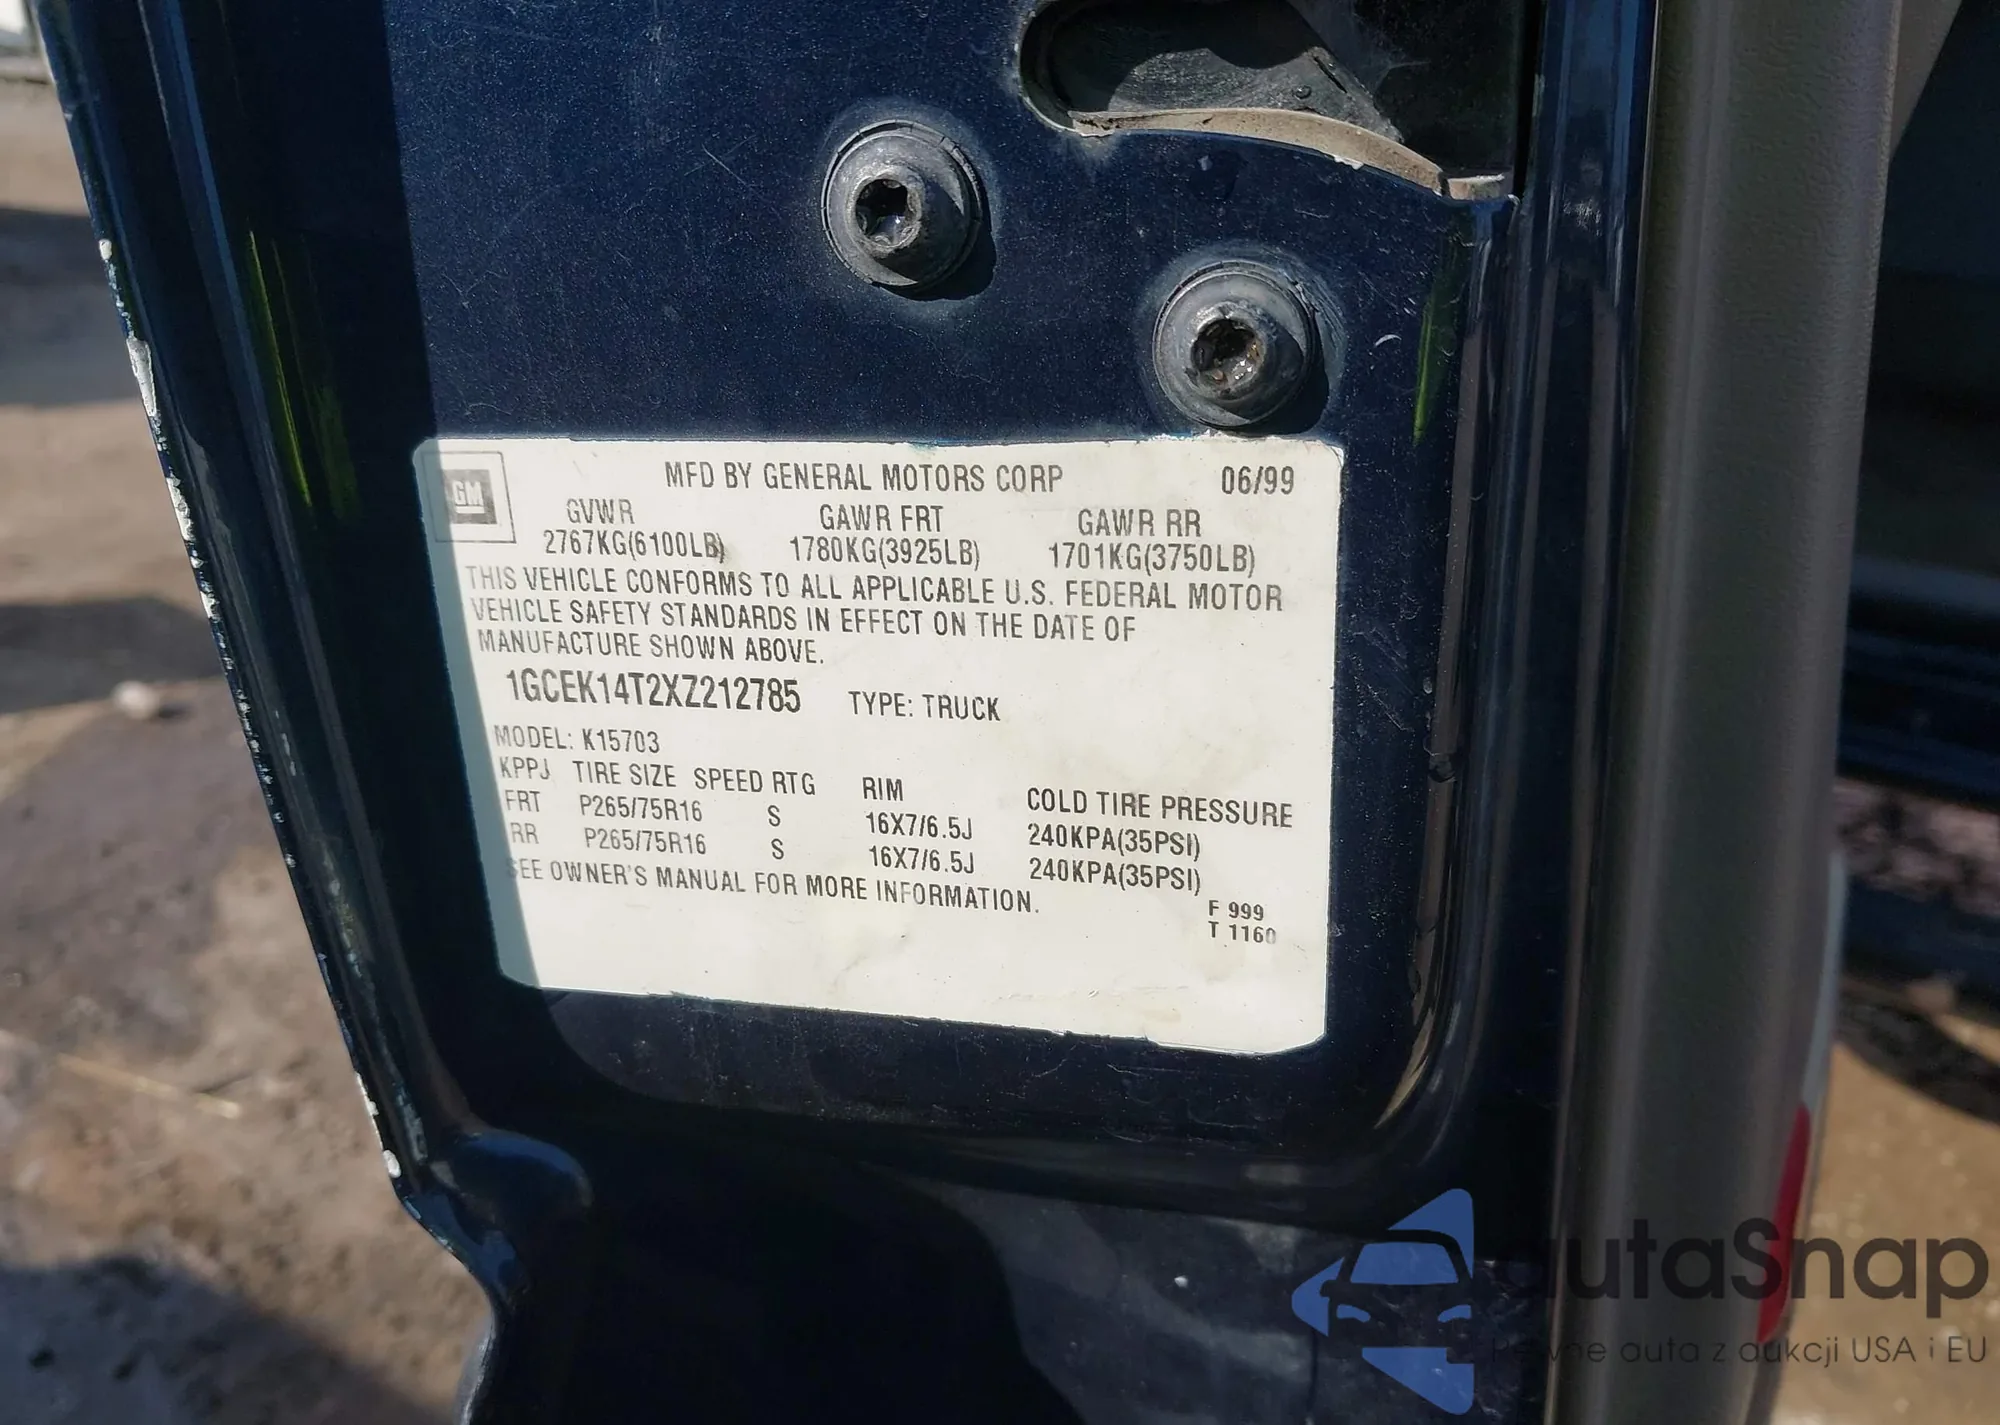 GM
MFD BY GENERAL MOTORS CORP 06/99
GVWR GAWR FRT GAWR RR
2767KG(6100LB) 1780KG(3925LB) 1701KG(3750LB)
THIS VEHICLE CONFORMS TO ALL APPLICABLE U.S. FEDERAL MOTOR
VEHICLE SAFETY STANDARDS IN EFFECT ON THE DATE OF
MANUFACTURE SHOWN ABOVE.
1GCEK14T2XZ212785 TYPE: TRUCK
MODEL: K15703
KPPJ TIRE SIZE SPEED RTG RIM COLD TIRE PRESSURE
FRT P265/75R16 S 16X7/6.5J 240KPA(35PSI)
RR P265/75R16 S 16X7/6.5J 240KPA(35PSI)
SEE OWNER'S MANUAL FOR MORE INFORMATION.
F 999
T 1160
autaSnap
Pewne auta z aukcji USA i EU